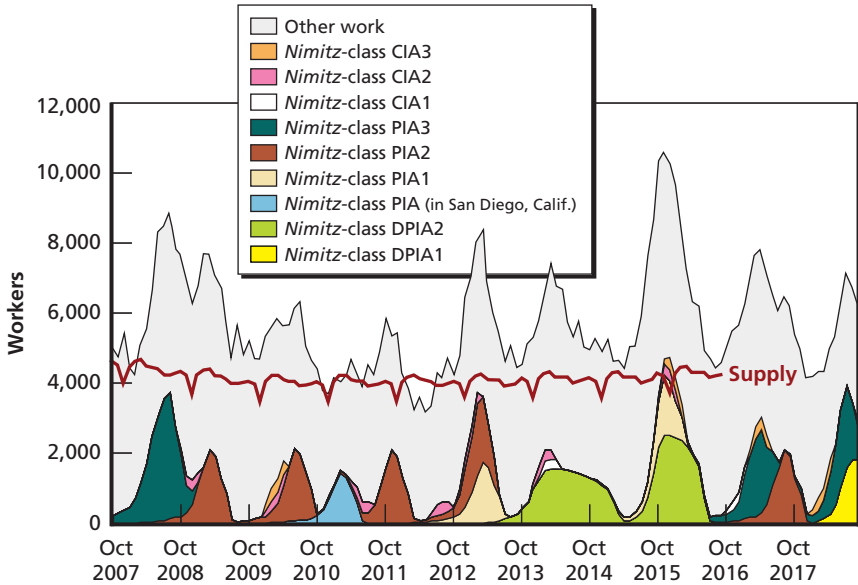 Other work
Nimitz-class CIA3
Nimitz-class CIA2
Nimitz-class CIA1
Nimitz-class PIA3
Nimitz-class PIA2
Nimitz-class PIA1
Nimitz-class PIA (in San Diego, Calif.)
Nimitz-class DPIA2
Nimitz-class DPIA1
Workers
12,000
10,000
8,000
6,000
4,000
2,000
0
Supply
Oct Oct Oct Oct Oct Oct Oct Oct Oct Oct Oct
2007 2008 2009 2010 2011 2012 2013 2014 2015 2016 2017